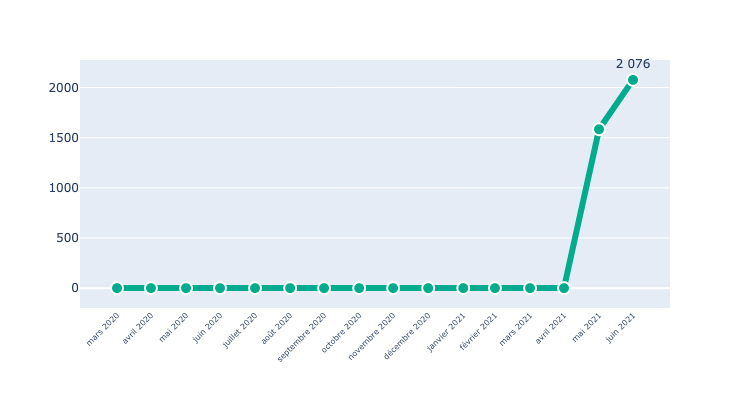 2 076
2000
1500
1000
500
0
mars 2020
avril 2020
mai 2020
juin 2020
juillet 2020
août 2020
septembre 2020
octobre 2020
novembre 2020
décembre 2020
janvier 2021
février 2021
mars 2021
avril 2021
mai 2021
juin 2021